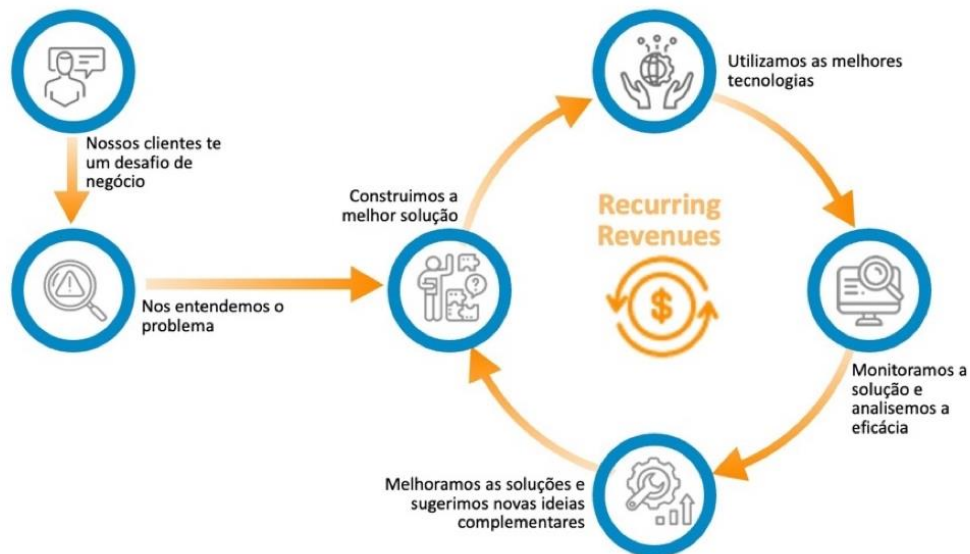 Nossos clientes te
um desafio de
negócio
Nos entendemos o
problema
Construimos a
melhor solução
Utilizamos as melhores
tecnologias
Recurring
Revenues
$
?
Monitoramos a
solução e
analisemos a
eficácia
Melhoramos as soluções e
sugerimos novas ideias
complementares